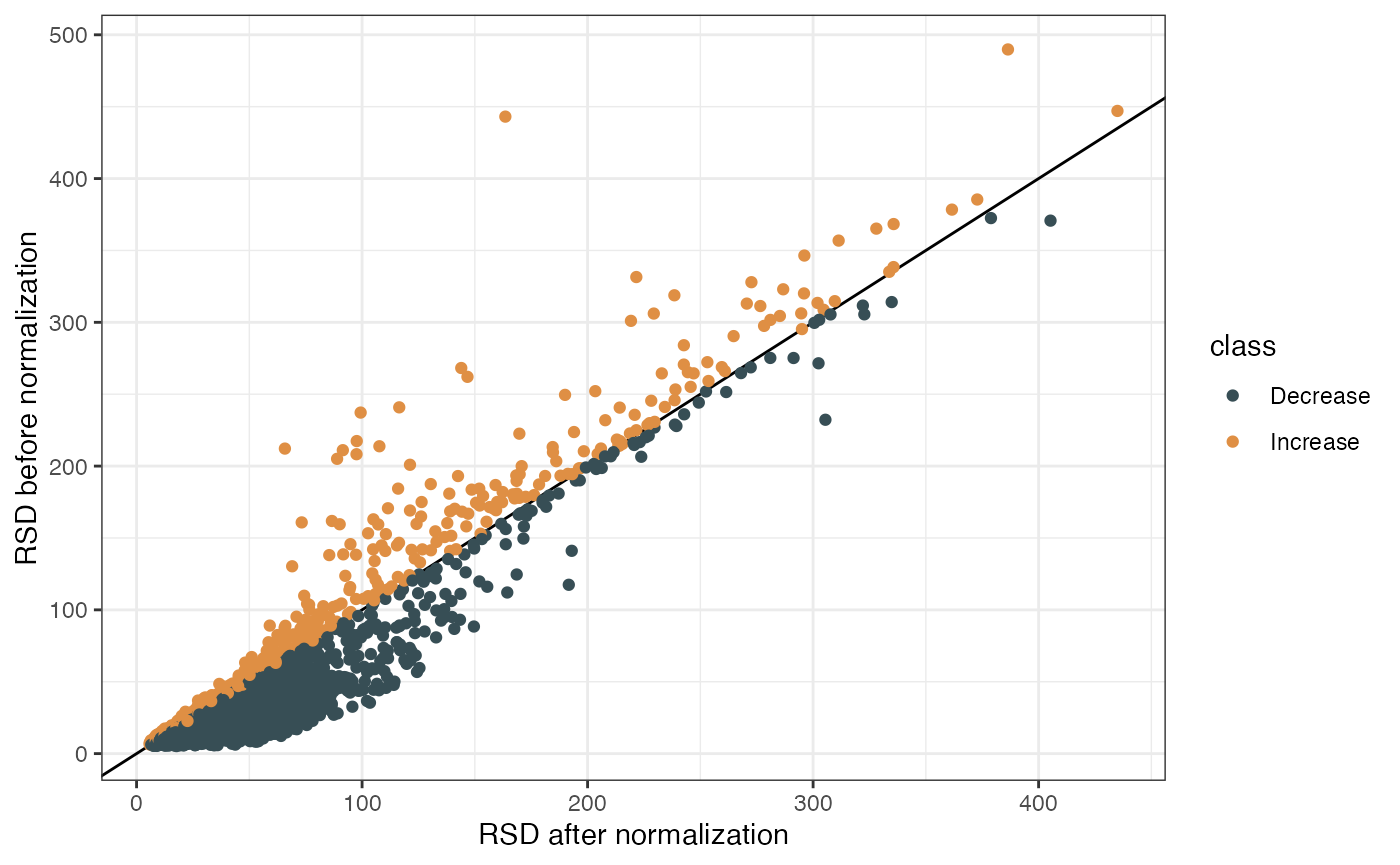 500
400
300
200
100
0
RSD before normalization
0 100 200 300 400
RSD after normalization
class
Decrease
Increase